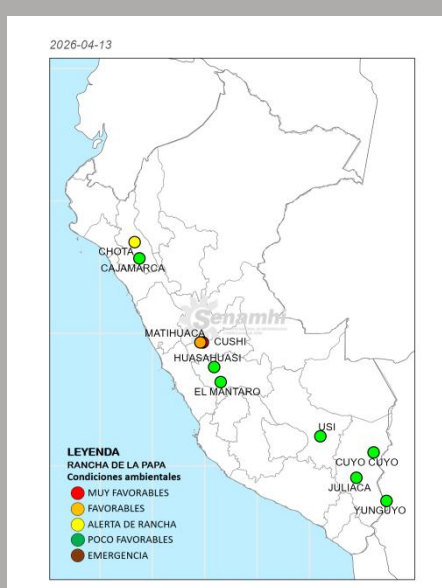 2026-04-13
CHOTA
CAJAMARCA
Senamhi
MATIHUACA
CUSHI
HUASAHUASI
EL MANTARO
USI
CUYO CUYO
JULIACA
YUNGUYO
LEYENDA
RANCHA DE LA PAPA
Condiciones ambientales
MUY FAVORABLES
FAVORABLES
ALERTA DE RANCHA
POCO FAVORABLES
EMERGENCIA